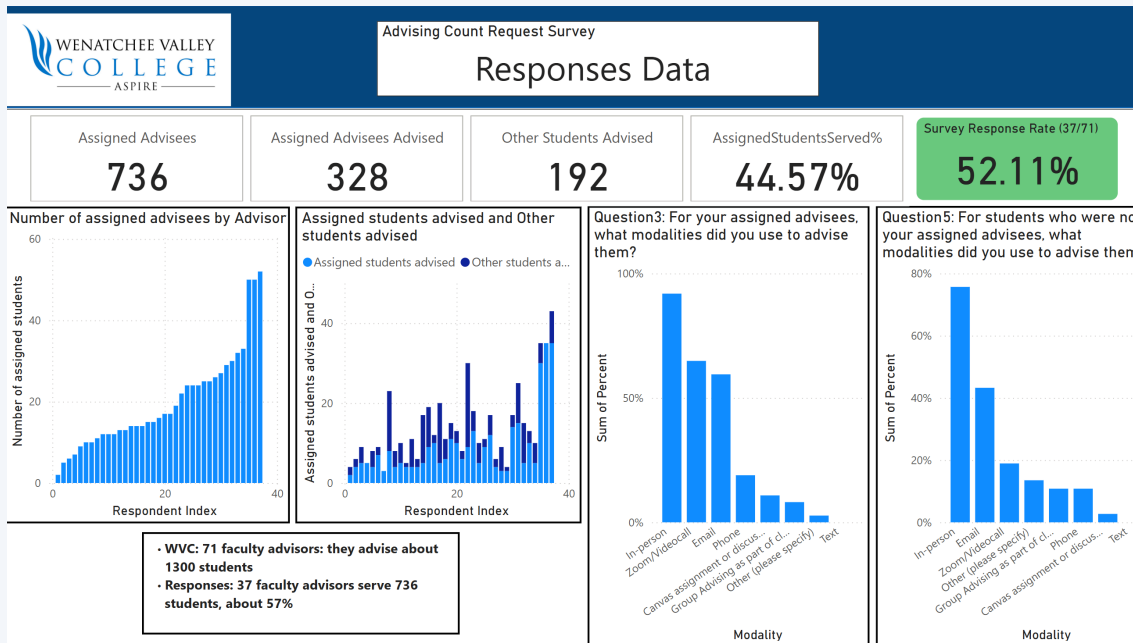 WENATCHEE VALLEY
COLLEGE
ASPIRE
Advising Count Request Survey
Responses Data
Assigned Advisees
736
Assigned Advisees Advised
328
Other Students Advised
192
AssignedStudentsServed%
44.57%
Survey Response Rate (37/71)
52.11%
Number of assigned advisees by Advisor
Number of assigned students
60
40
20
0
0
20
40
Respondent Index
Assigned students advised and Other
students advised
Assigned students advised
Other students a...
Assigned students advised and O...
40
20
0
0
20
40
Respondent Index
Question3: For your assigned advisees,
what modalities did you use to advise
them?
Sum of Percent
100%
50%
0%
In-person
Zoom/Videocall
Email
Phone
Canvas assignment or discus...
Group Advising as part of cl...
Other (please specify)
Text
Modality
Question5: For students who were no
your assigned advisees, what
modalities did you use to advise them
Sum of Percent
80%
60%
40%
20%
0%
In-person
Email
Zoom/Videocall
Other (please specify)
Group Advising as part of cl...
Phone
Canvas assignment or discus...
Text
Modality
• WVC: 71 faculty advisors: they advise about
1300 students
• Responses: 37 faculty advisors serve 736
students, about 57%